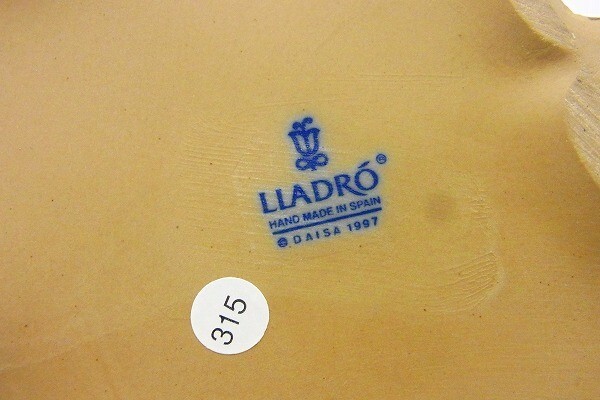 LLADRÓ®
HAND MADE IN SPAIN
© DAISA 1997
315